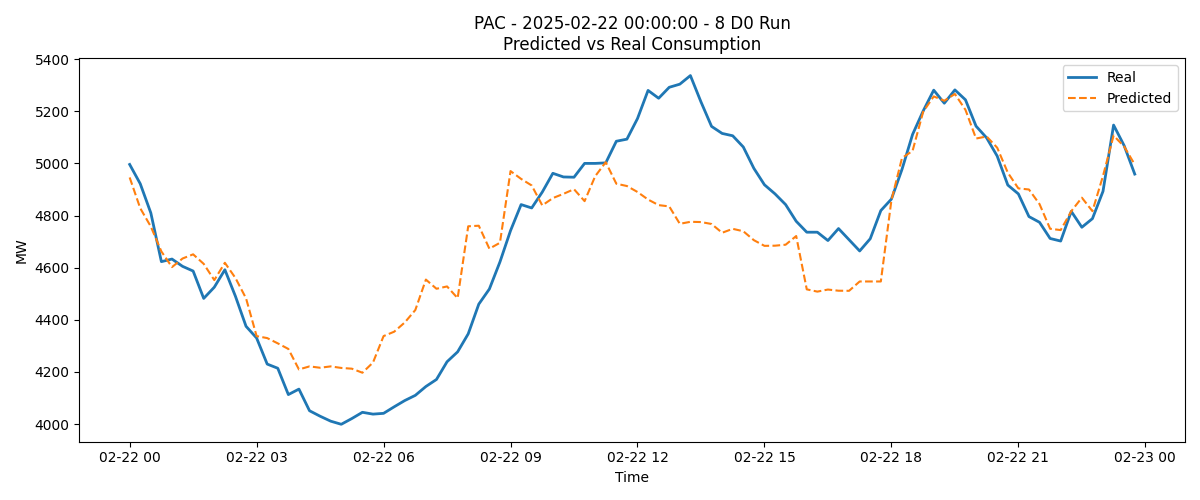 PAC - 2025-02-22 00:00:00 - 8 D0 Run
Predicted vs Real Consumption
Real
Predicted
MW
5400
5200
5000
4800
4600
4400
4200
4000
02-22 00
02-22 03
02-22 06
02-22 09
02-22 12
02-22 15
02-22 18
02-22 21
02-23 00
Time